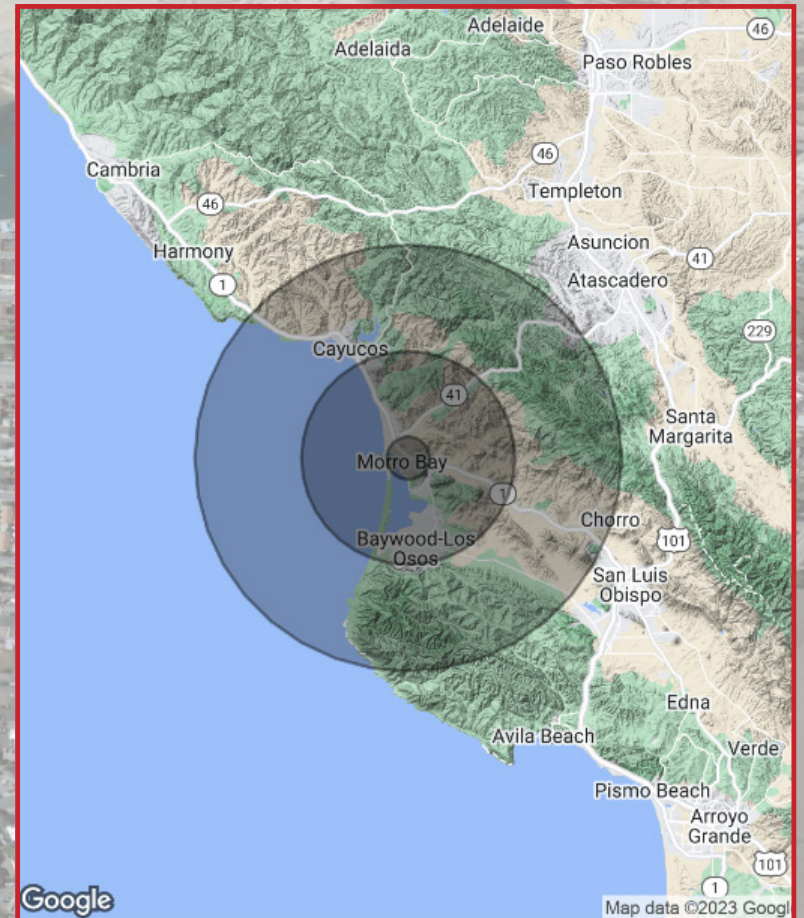 Adelaide
46
Adelaida
Paso Robles
46
Cambria
Templeton
46
Asuncion
Harmony
41
Atascadero
1
229
Cayucos
41
Santa
Margarita
Morro Bay
1
Chorro
Baywood-Los
Osos
101
San Luis
Obispo
Edna
Avila Beach
Verde
Pismo Beach
Arroyo
Grande
101
1
Google
Map data ©2023 Googl